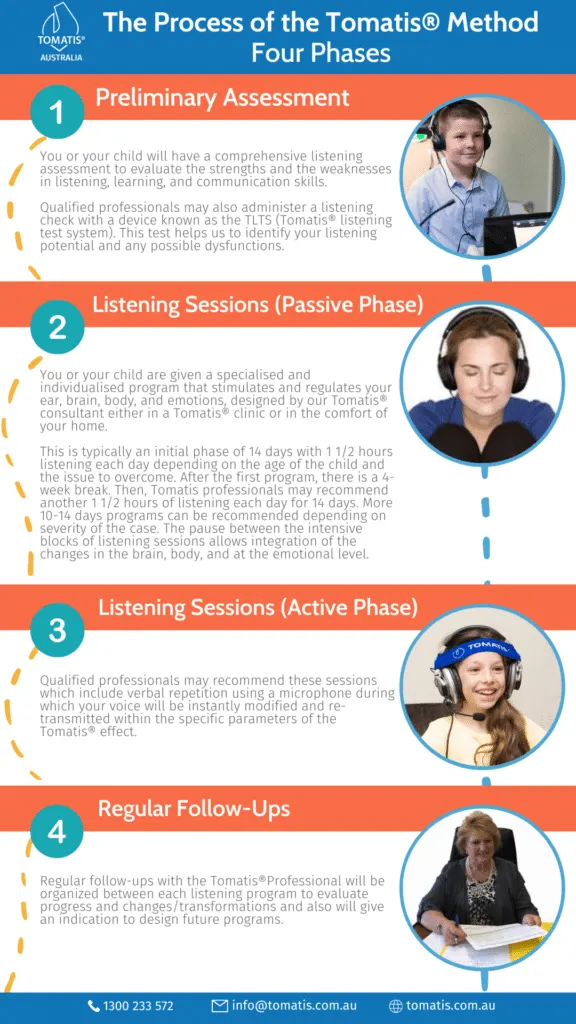 TOMATIS®
AUSTRALIA
The Process of the Tomatis® Method
Four Phases
1
Preliminary Assessment
You or your child will have a comprehensive listening
assessment to evaluate the strengths and the weaknesses
in listening, learning, and communication skills.
Qualified professionals may also administer a listening
check with a device known as the TLTS (Tomatis® listening
test system). This test helps us to identify your listening
potential and any possible dysfunctions.
2
Listening Sessions (Passive Phase)
You or your child are given a specialised and
individualised program that stimulates and regulates your
ear, brain, body, and emotions, designed by our Tomatis®
consultant either in a Tomatis® clinic or in the comfort of
your home.
This is typically an initial phase of 14 days with 1 1/2 hours
listening each day depending on the age of the child and
the issue to overcome. After the first program, there is a 4-
week break. Then, Tomatis professionals may recommend
another 1 1/2 hours of listening each day for 14 days. More
10-14 days programs can be recommended depending on
severity of the case. The pause between the intensive
blocks of listening sessions allows integration of the
changes in the brain, body, and at the emotional level.
3
Listening Sessions (Active Phase)
TOMATIS®
Qualified professionals may recommend these sessions
which include verbal repetition using a microphone during
which your voice will be instantly modified and re-
transmitted within the specific parameters of the
Tomatis® effect.
4
Regular Follow-Ups
Regular follow-ups with the Tomatis®Professional will be
organized between each listening program to evaluate
progress and changes/transformations and also will give
an indication to design future programs.
1300 233 572
info@tomatis.com.au
tomatis.com.au